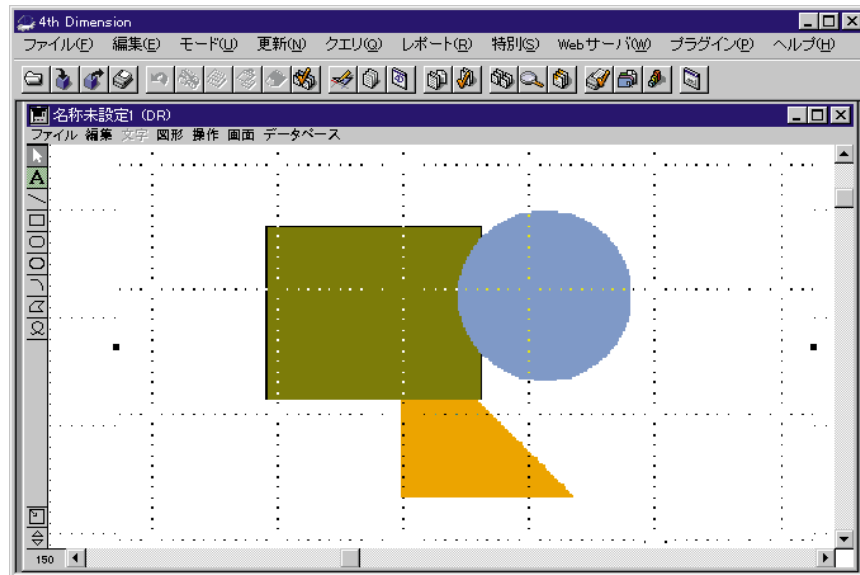 4th Dimension
ファイル(F) 編集(E) モード(U) 更新(N) クエリ(Q) レポート(R) 特別(S) Webサーバ(W) プラグイン(P) ヘルプ(H)
名称未設定1 (DR)
ファイル 編集 文字 図形 操作 画面 データベース
A
150